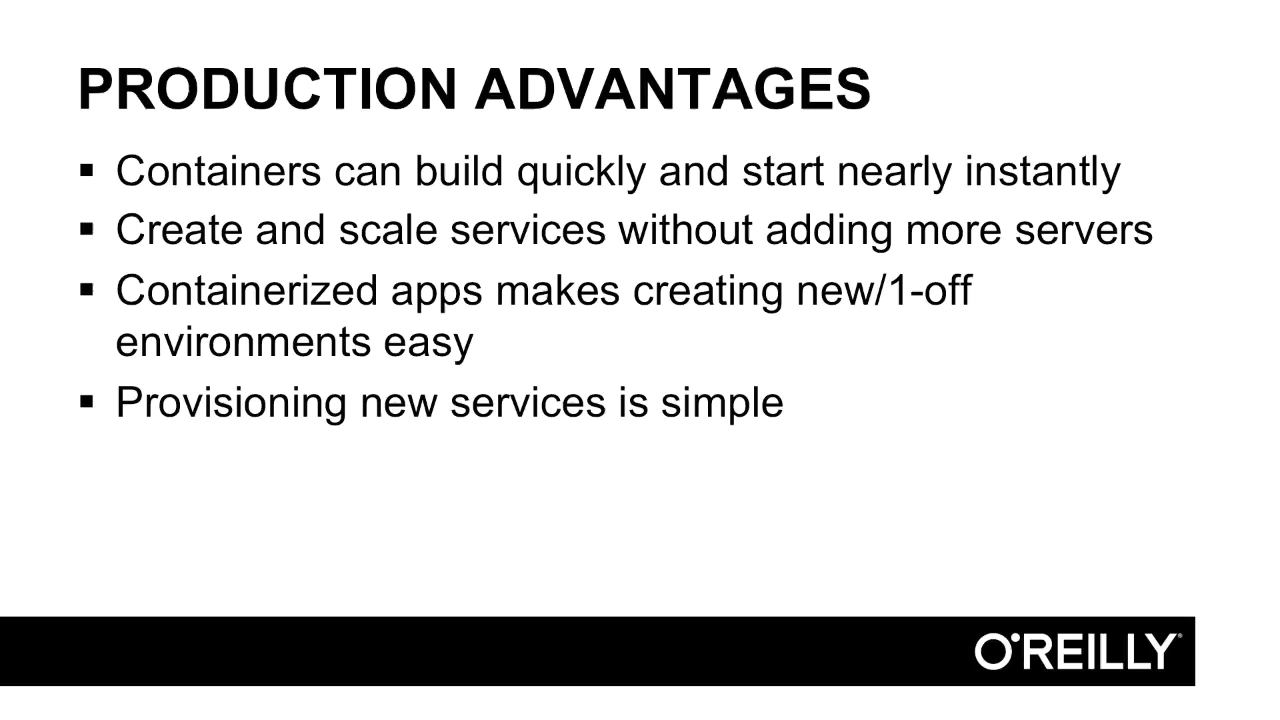 PRODUCTION ADVANTAGES
▪ Containers can build quickly and start nearly instantly
▪ Create and scale services without adding more servers
▪ Containerized apps makes creating new/1-off
environments easy
▪ Provisioning new services is simple
O'REILLY®